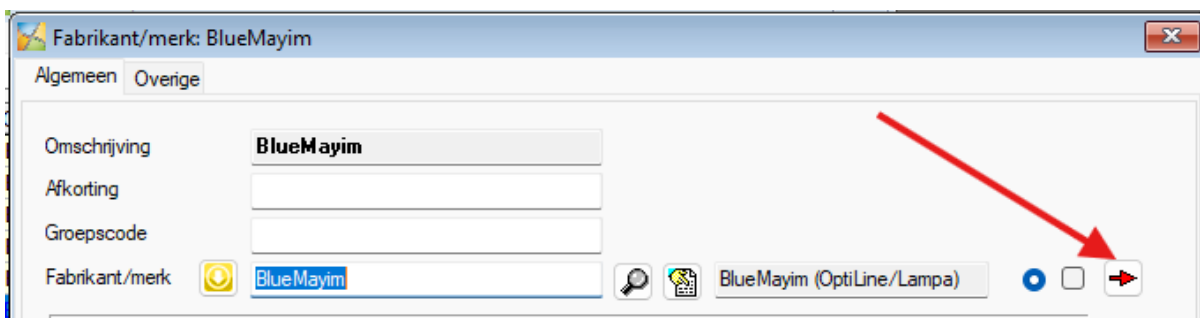 Fabrikant/merk: BlueMayim
Algemeen Overige
Omschrijving BlueMayim
Afkorting
Groepscode
Fabrikant/merk BlueMayim BlueMayim (OptiLine/Lampa)